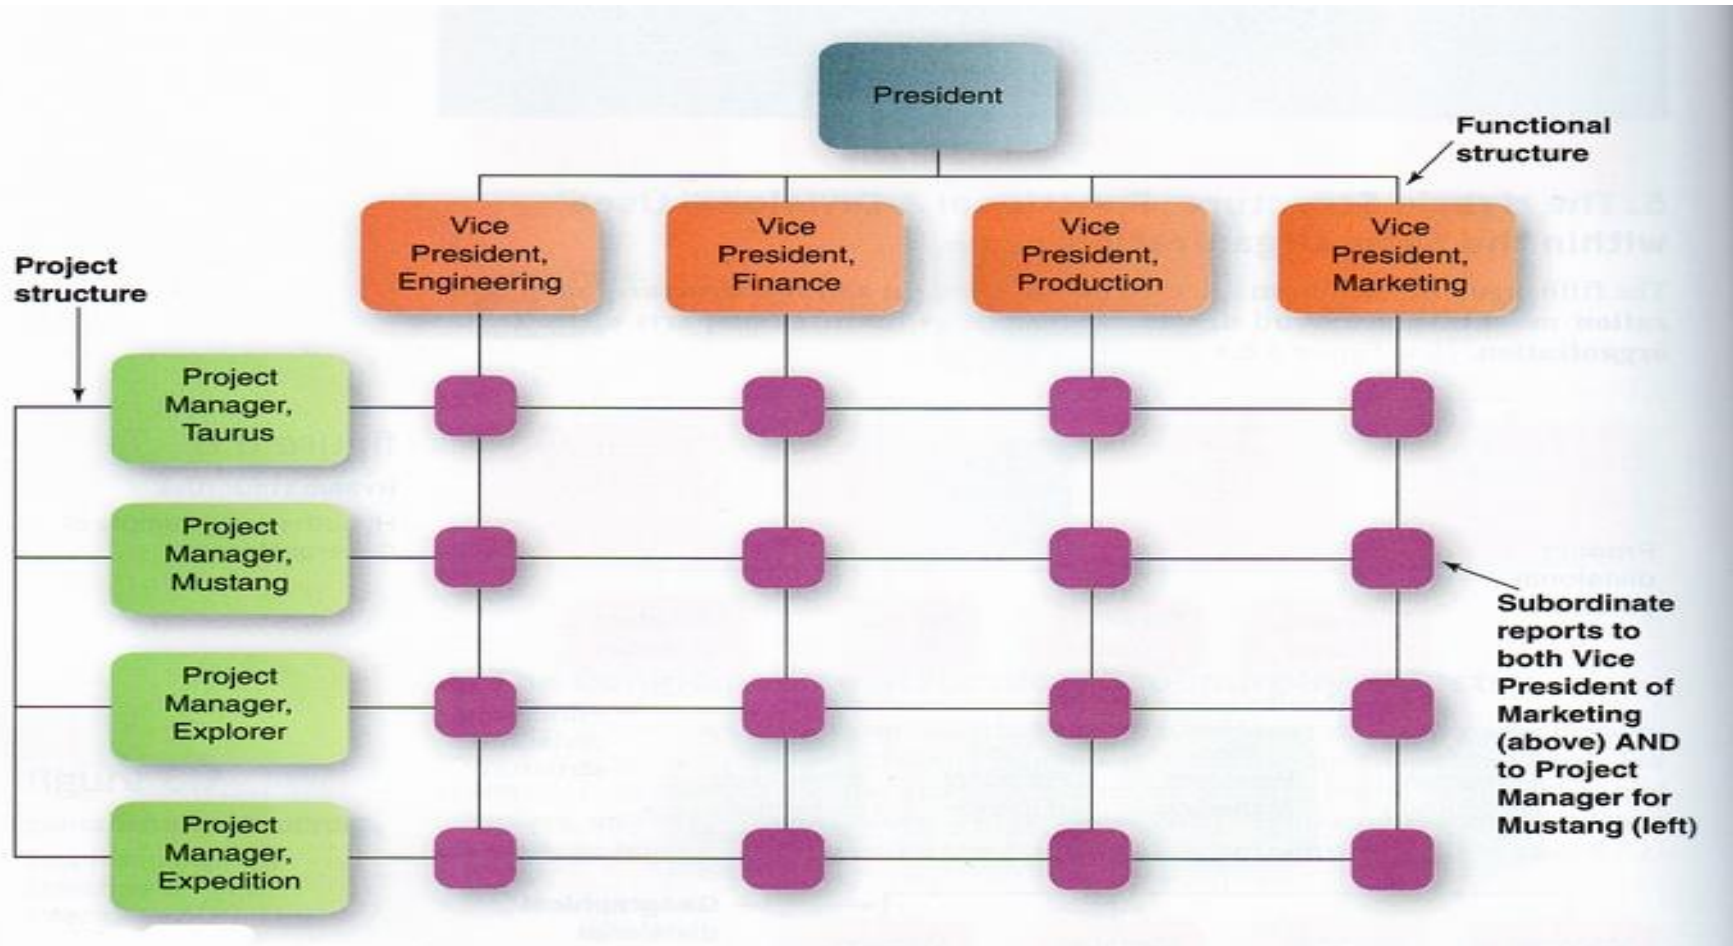 President
Functional
structure
Vice
President,
Engineering
Vice
President,
Finance
Vice
President,
Production
Vice
President,
Marketing
Project
structure
Project
Manager,
Taurus
Project
Manager,
Mustang
Project
Manager,
Explorer
Project
Manager,
Expedition
Subordinate
reports to
both Vice
President of
Marketing
(above) AND
to Project
Manager for
Mustang (left)